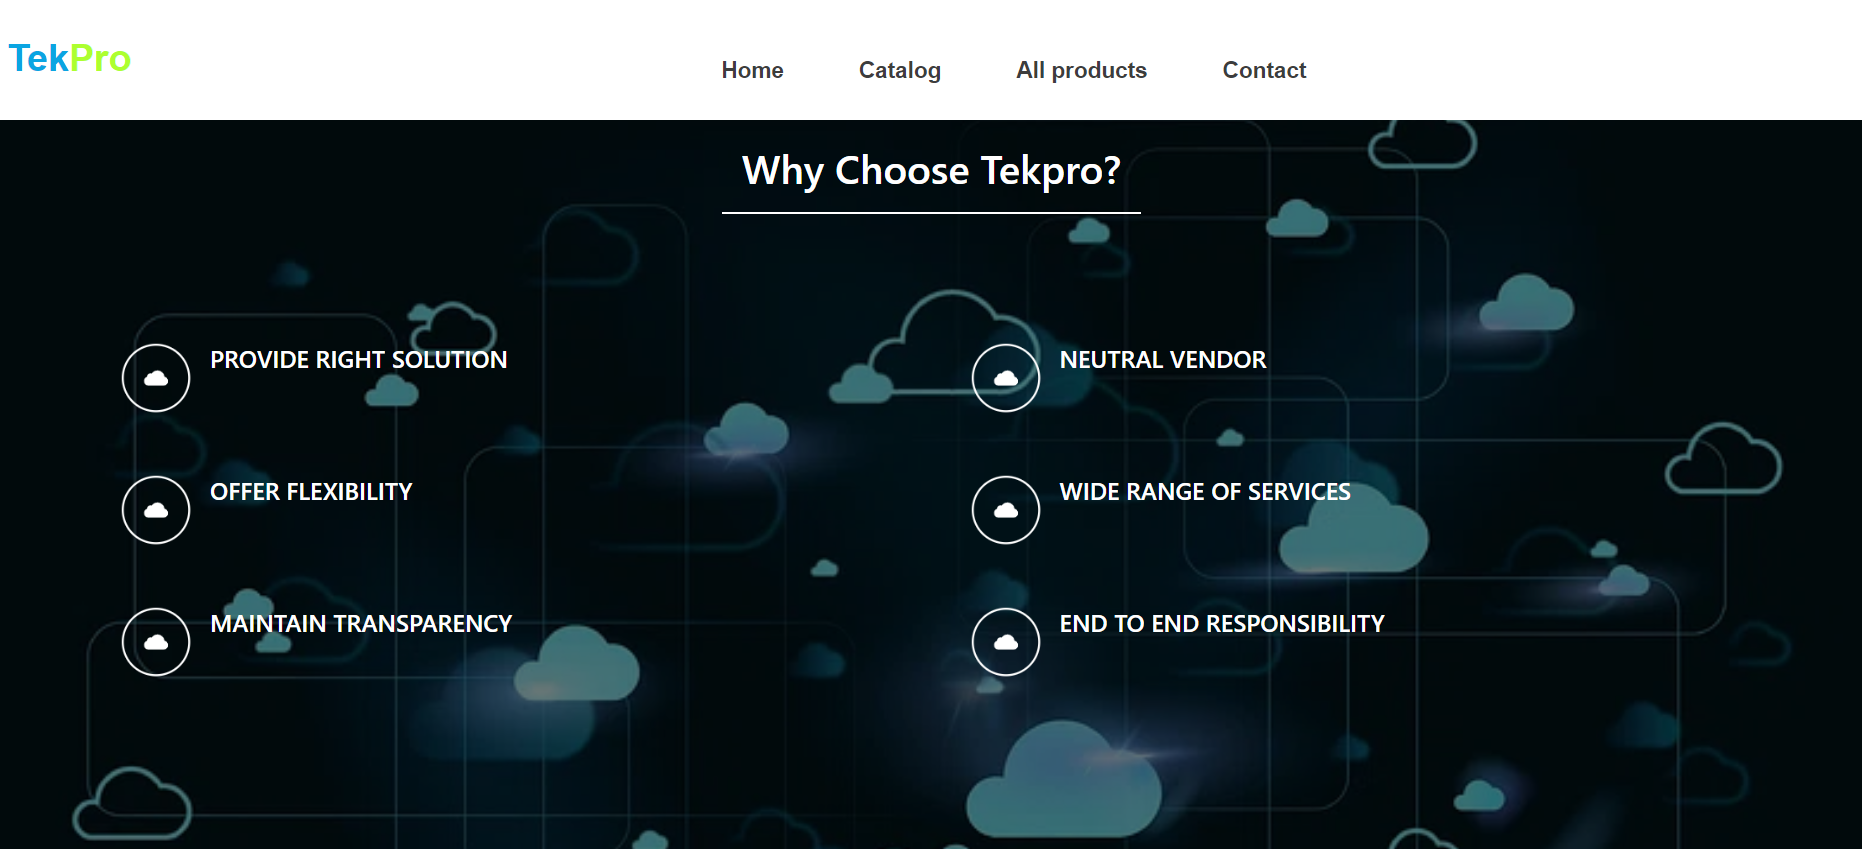 TekPro
Home Catalog All products Contact
Why Choose Tekpro?
PROVIDE RIGHT SOLUTION
NEUTRAL VENDOR
OFFER FLEXIBILITY
WIDE RANGE OF SERVICES
MAINTAIN TRANSPARENCY
END TO END RESPONSIBILITY